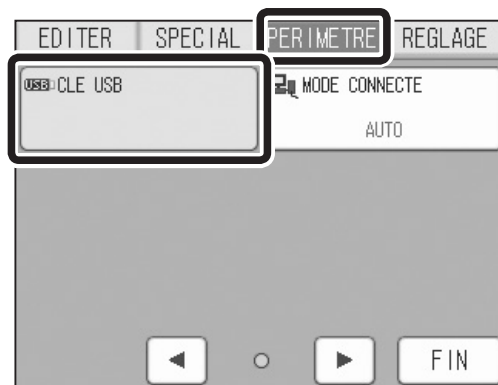 EDITER SPECIAL PERIMETRE REGLAGE
USB CLE USB MODE CONNECTE
AUTO
FIN